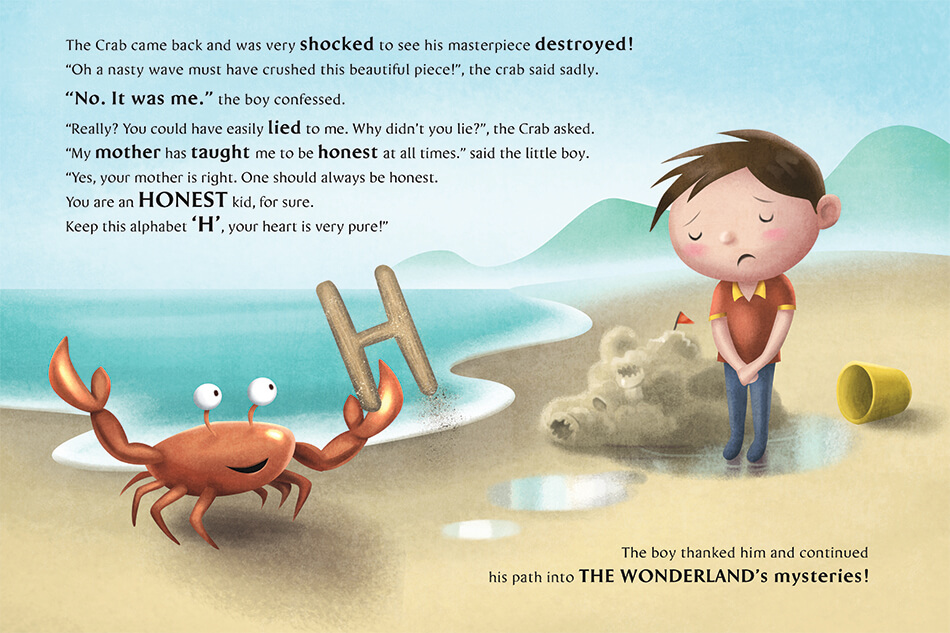 The Crab came back and was very shocked to see his masterpiece destroyed!
“Oh a nasty wave must have crushed this beautiful piece!”, the crab said sadly.
“No. It was me.” the boy confessed.
“Really? You could have easily lied to me. Why didn’t you lie?”, the Crab asked.
“My mother has taught me to be honest at all times.” said the little boy.
“Yes, your mother is right. One should always be honest.
You are an HONEST kid, for sure.
Keep this alphabet ‘H’, your heart is very pure!”
H
The boy thanked him and continued
his path into THE WONDERLAND’s mysteries!